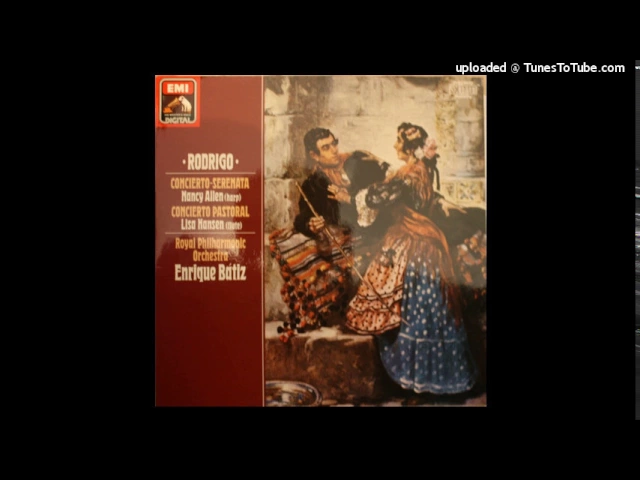 uploaded @ TunesToTube.com
EMI
DIGITAL
· RODRIGO ·
CONCIERTO-SERENATA
Nancy Allen (harp)
CONCIERTO PASTORAL
Lisa Hansen (flute)
Royal Philharmonic
Orchestra
Enrique Bátiz